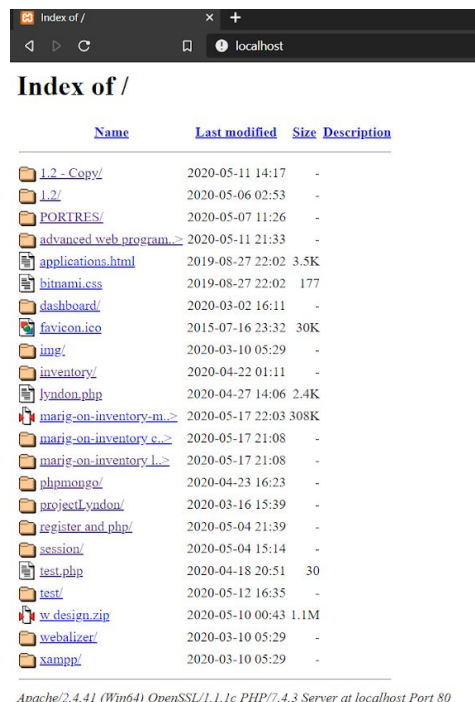 Index of /
localhost
Index of /
Name Last modified Size Description
1.2 - Copy/ 2020-05-11 14:17 -
1.2/ 2020-05-06 02:53 -
PORTRES/ 2020-05-07 11:26 -
advanced web program..> 2020-05-11 21:33 -
applications.html 2019-08-27 22:02 3.5K
bitnami.css 2019-08-27 22:02 177
dashboard/ 2020-03-02 16:11 -
favicon.ico 2015-07-16 23:32 30K
img/ 2020-03-10 05:29 -
inventory/ 2020-04-22 01:11 -
lyndon.php 2020-04-27 14:06 2.4K
marig-on-inventory-m..> 2020-05-17 22:03 308K
marig-on-inventory c..> 2020-05-17 21:08 -
marig-on-inventory l..> 2020-05-17 21:08 -
phpmongo/ 2020-04-23 16:23 -
projectLyndon/ 2020-03-16 15:39 -
register and php/ 2020-05-04 21:39 -
session/ 2020-05-04 15:14 -
test.php 2020-04-18 20:51 30
test/ 2020-05-12 16:35 -
w design.zip 2020-05-10 00:43 1.1M
webalizer/ 2020-03-10 05:29 -
xampp/ 2020-03-10 05:29 -
Apache/2.4.41 (Win64) OpenSSL/1.1.1c PHP/7.4.3 Server at localhost Port 80